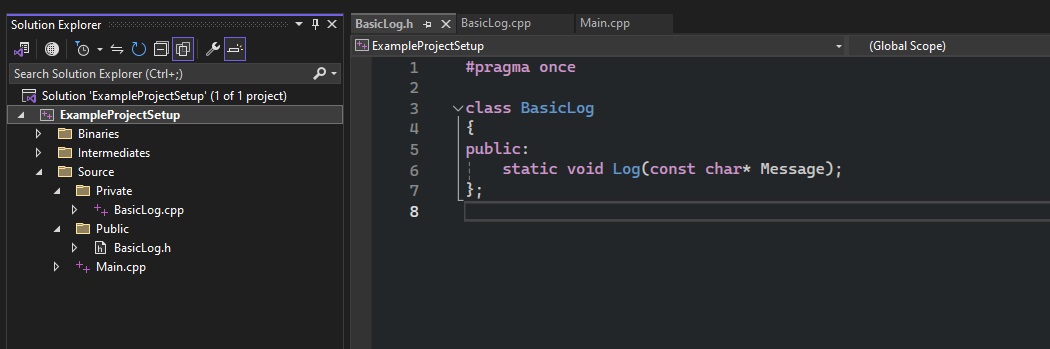 Solution Explorer
Search Solution Explorer (Ctrl+;)
Solution 'ExampleProjectSetup' (1 of 1 project)
ExampleProjectSetup
Binaries
Intermediates
Source
Private
BasicLog.cpp
Public
BasicLog.h
Main.cpp
BasicLog.h BasicLog.cpp Main.cpp
ExampleProjectSetup (Global Scope)
1 #pragma once
2
3 class BasicLog
4 {
5 public:
6 static void Log(const char* Message);
7 };
8